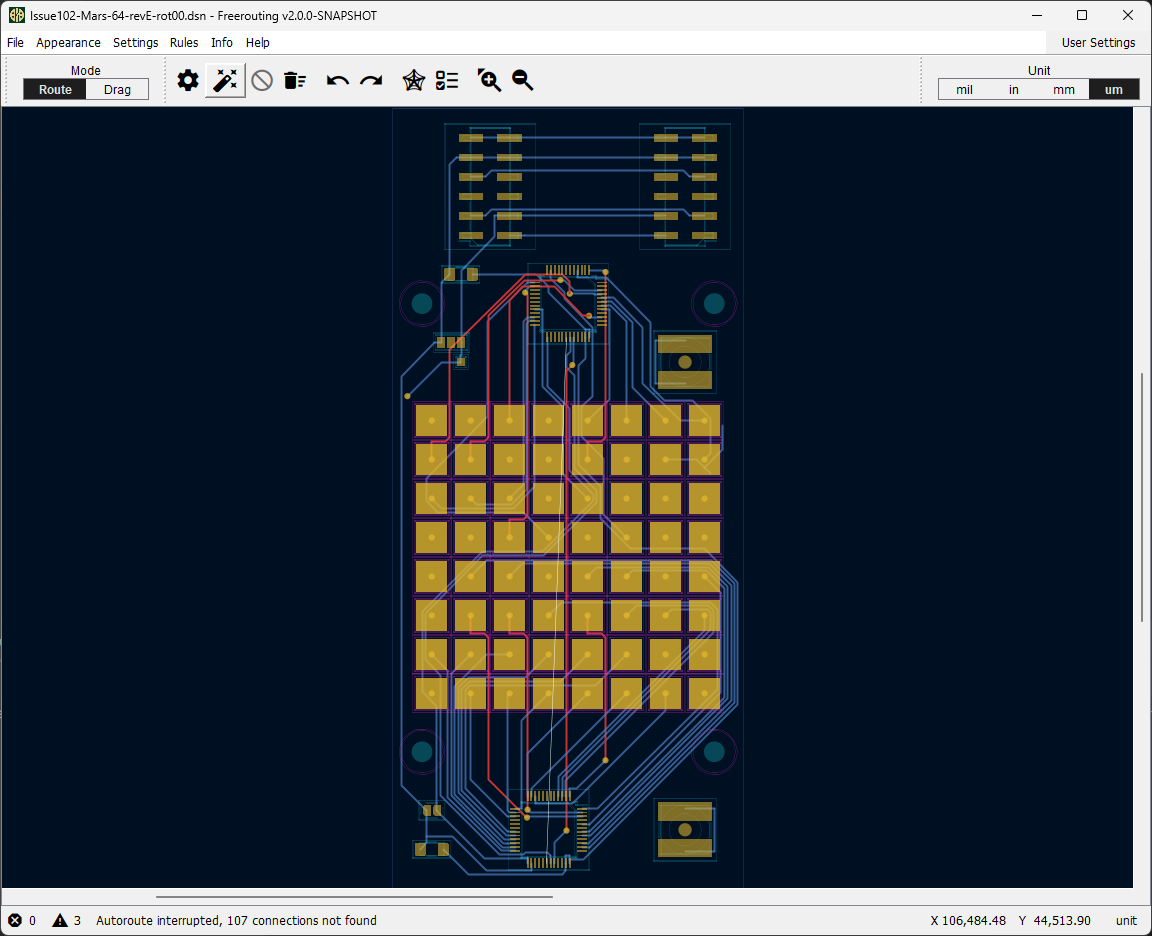 Issue102-Mars-64-revE-rot00.dsn - Freerouting v2.0.0-SNAPSHOT
File Appearance Settings Rules Info Help User Settings
Mode
Route Drag
Unit
mil in mm um
0 3 Autoroute interrupted, 107 connections not found X 106,484.48 Y 44,513.90 unit